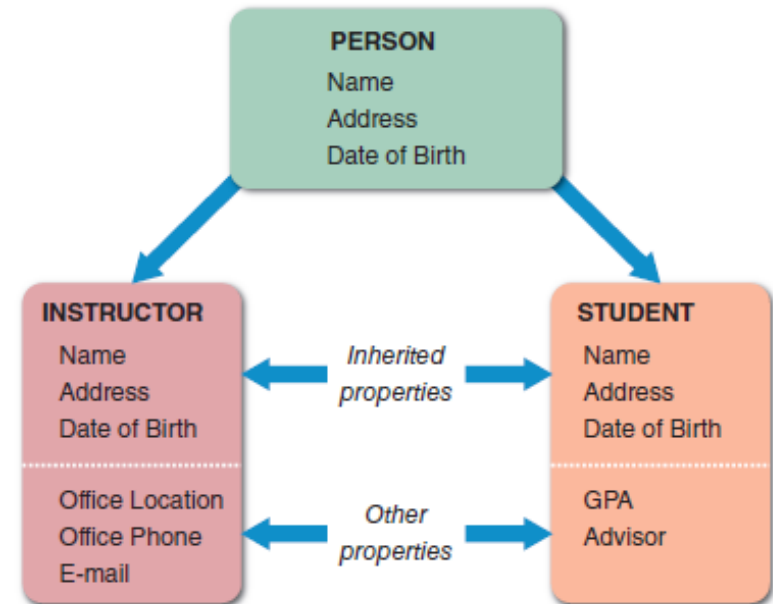 PERSON
Name
Address
Date of Birth
INSTRUCTOR
Name
Address
Date of Birth
Office Location
Office Phone
E-mail
Inherited
properties
Other
properties
STUDENT
Name
Address
Date of Birth
GPA
Advisor